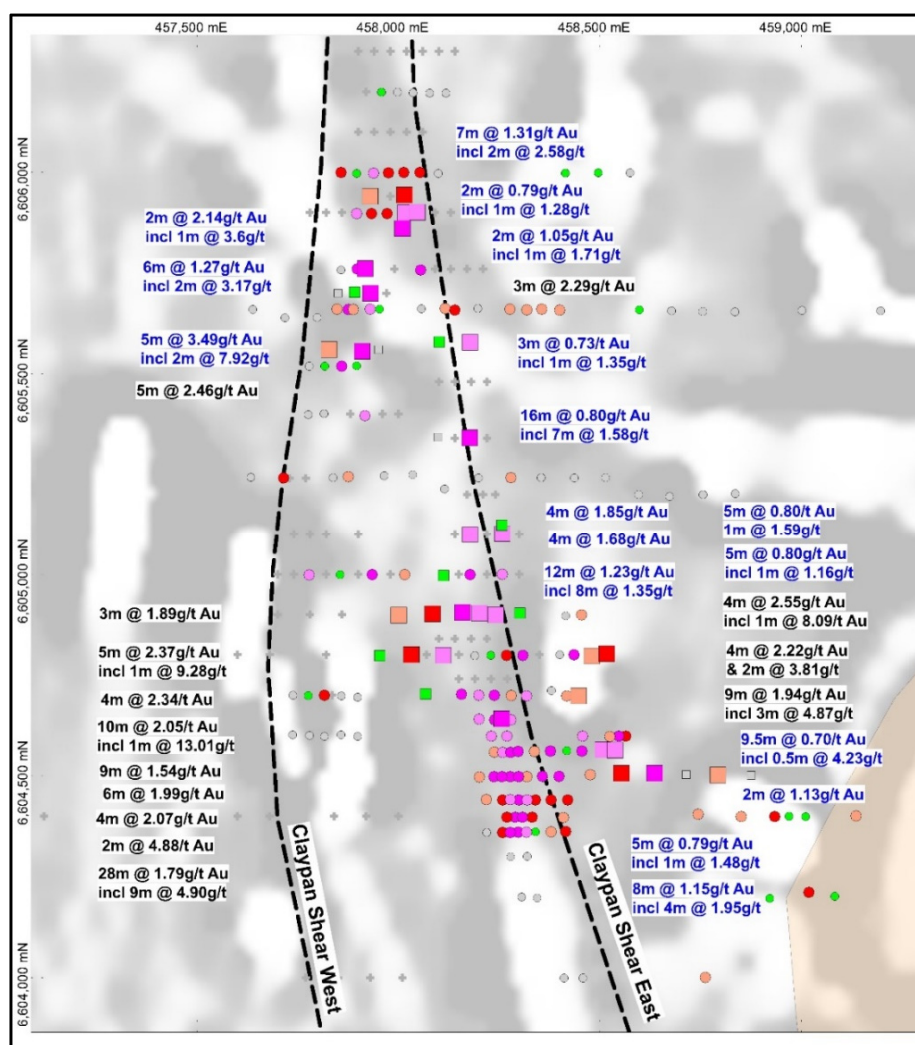 457,500 mE
458,000 mE
458,500 mE
459,000 mE
6,606,000 mN
6,605,500 mN
6,605,000 mN
6,604,500 mN
6,604,000 mN
2m @ 2.14g/t Au
incl 1m @ 3.6g/t
6m @ 1.27g/t Au
incl 2m @ 3.17g/t
5m @ 3.49g/t Au
incl 2m @ 7.92g/t
5m @ 2.46g/t Au
3m @ 1.89g/t Au
5m @ 2.37g/t Au
incl 1m @ 9.28g/t
4m @ 2.34/t Au
10m @ 2.05/t Au
incl 1m @ 13.01g/t
9m @ 1.54g/t Au
6m @ 1.99g/t Au
4m @ 2.07g/t Au
2m @ 4.88/t Au
28m @ 1.79g/t Au
incl 9m @ 4.90g/t
7m @ 1.31g/t Au
incl 2m @ 2.58g/t
2m @ 0.79g/t Au
incl 1m @ 1.28g/t
2m @ 1.05g/t Au
incl 1m @ 1.71g/t
3m @ 2.29g/t Au
3m @ 0.73/t Au
incl 1m @ 1.35g/t
16m @ 0.80g/t Au
incl 7m @ 1.58g/t
4m @ 1.85g/t Au
4m @ 1.68g/t Au
12m @ 1.23g/t Au
incl 8m @ 1.35g/t
5m @ 0.80/t Au
1m @ 1.59g/t
5m @ 0.80g/t Au
incl 1m @ 1.16g/t
4m @ 2.55g/t Au
incl 1m @ 8.09/t Au
4m @ 2.22g/t Au
& 2m @ 3.81g/t
9m @ 1.94g/t Au
incl 3m @ 4.87g/t
9.5m @ 0.70/t Au
incl 0.5m @ 4.23g/t
2m @ 1.13g/t Au
5m @ 0.79g/t Au
incl 1m @ 1.48g/t
8m @ 1.15g/t Au
incl 4m @ 1.95g/t
Claypan Shear West
Claypan Shear East